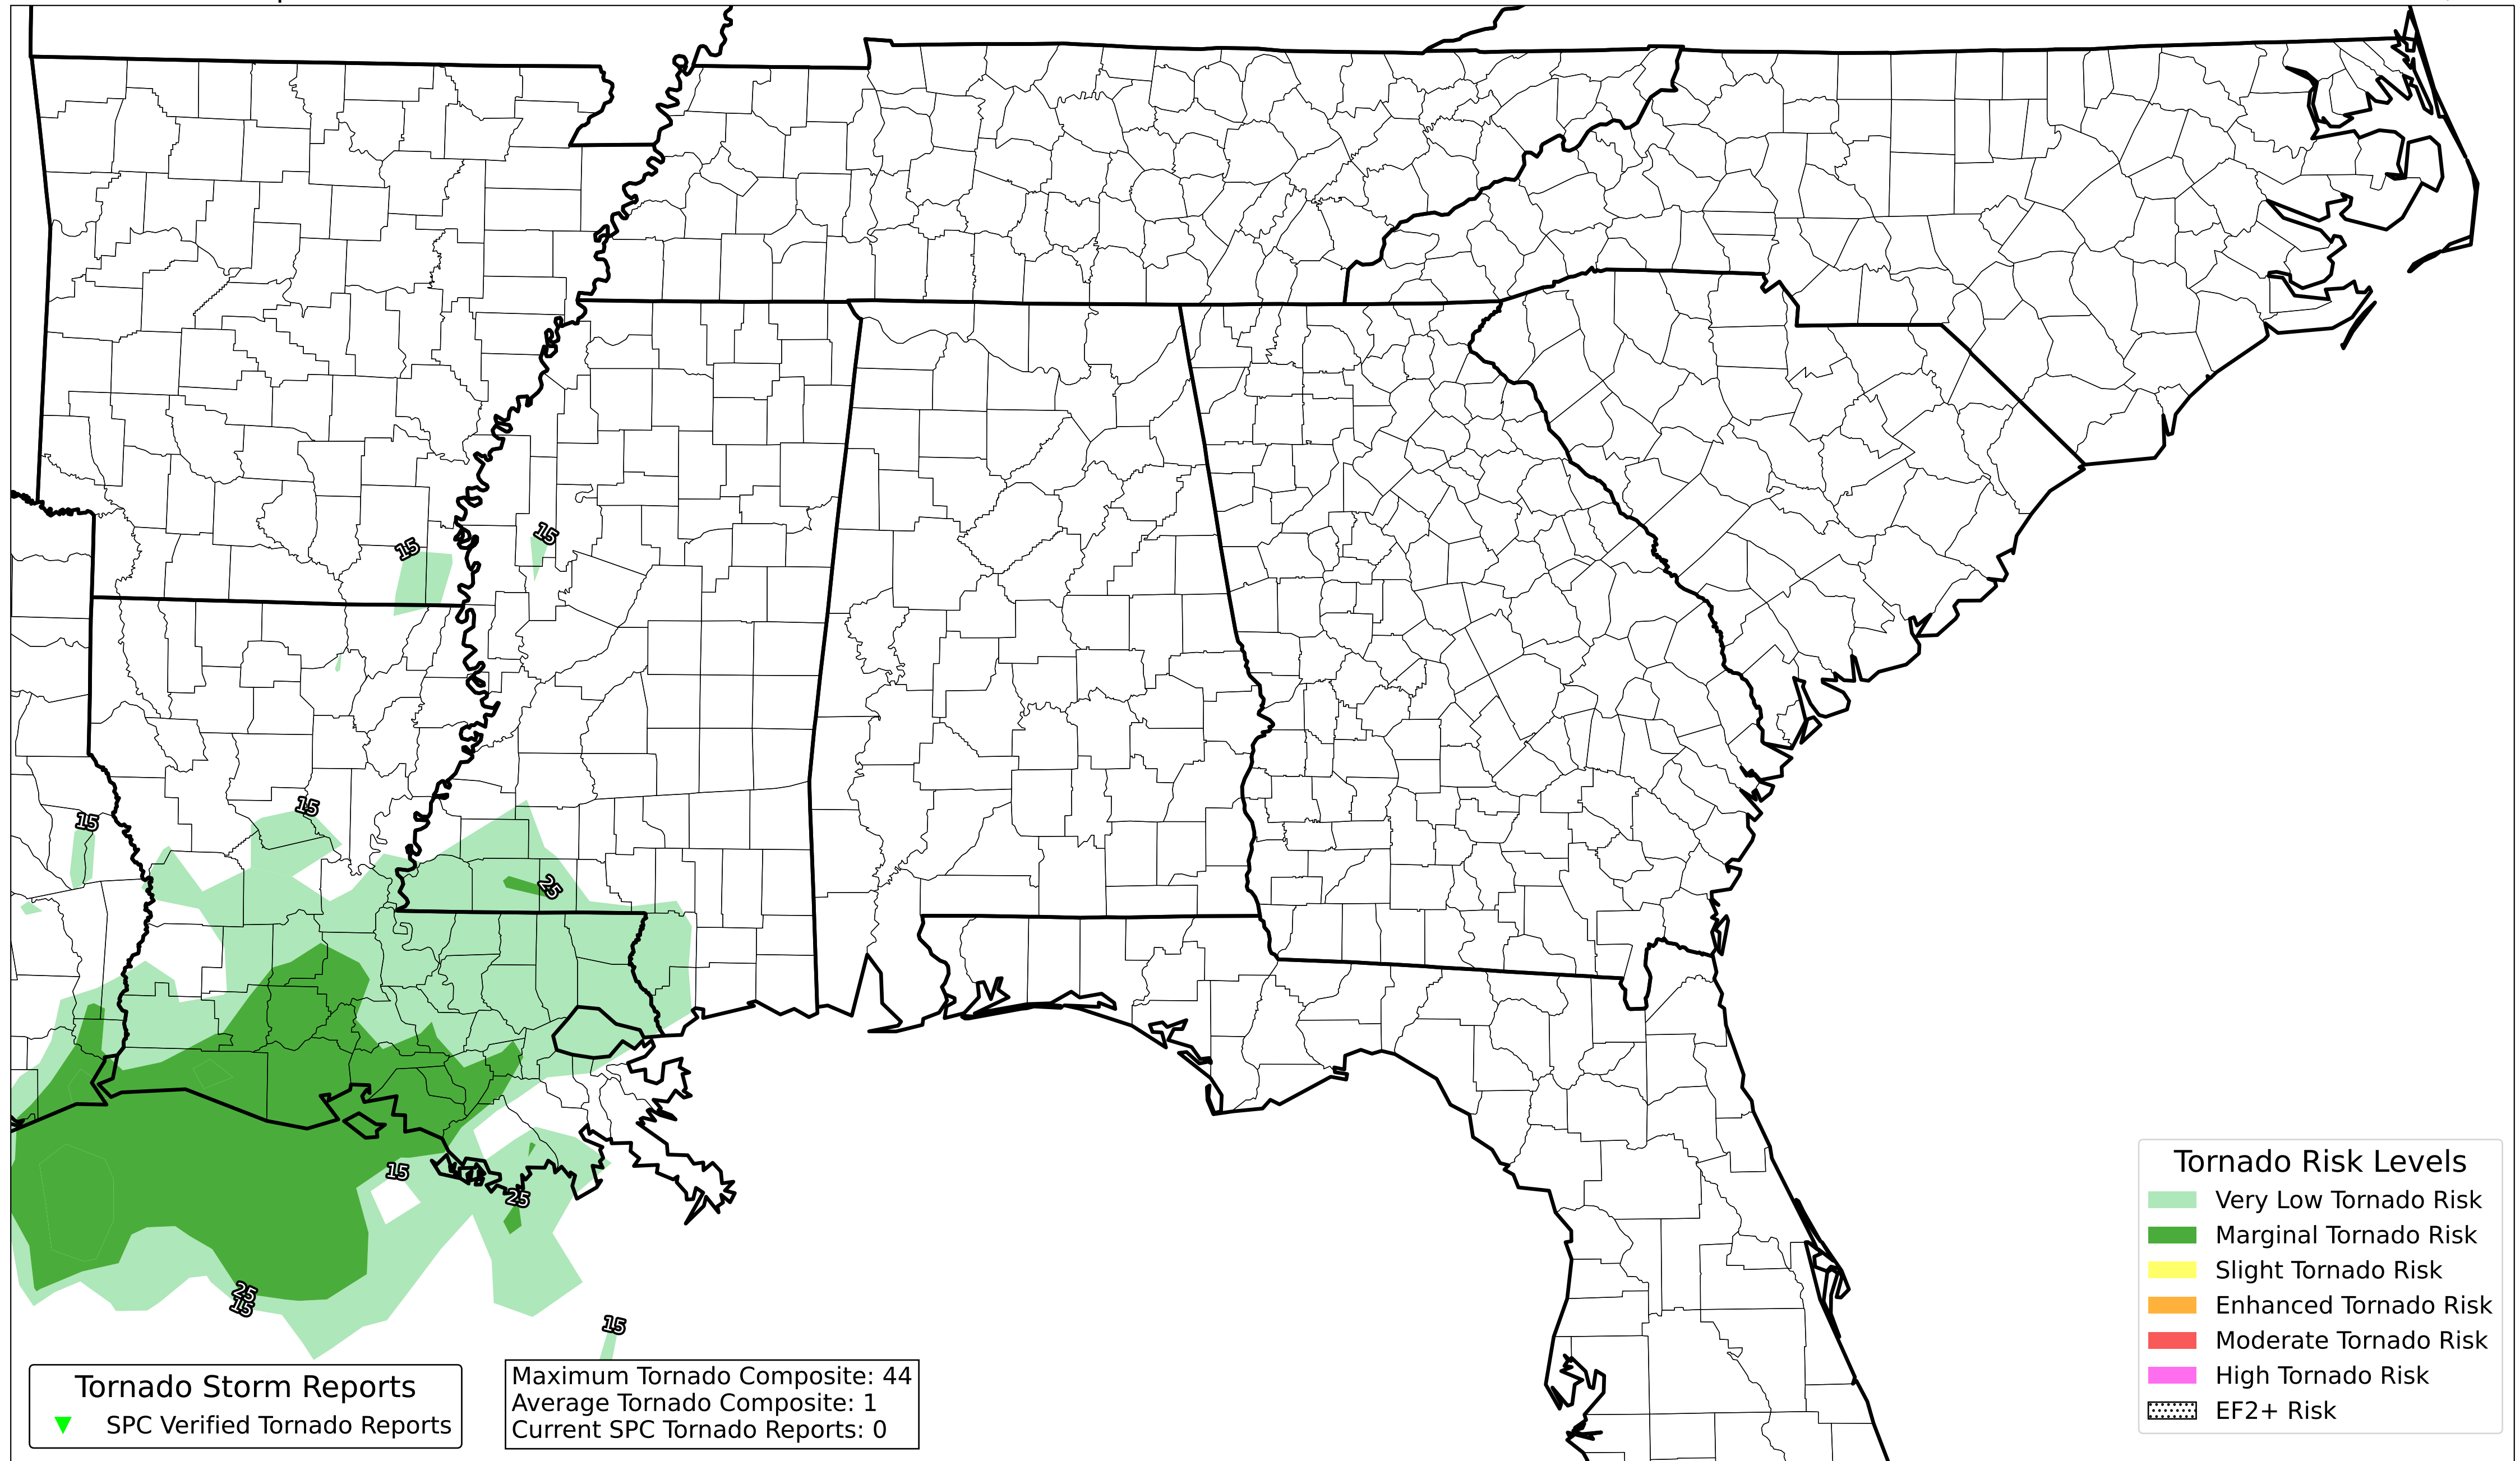 15
15
15
15
25
15
25
25
15
15
Tornado Storm Reports
SPC Verified Tornado Reports
Maximum Tornado Composite: 44
Average Tornado Composite: 1
Current SPC Tornado Reports: 0
Tornado Risk Levels
Very Low Tornado Risk
Marginal Tornado Risk
Slight Tornado Risk
Enhanced Tornado Risk
Moderate Tornado Risk
High Tornado Risk
EF2+ Risk